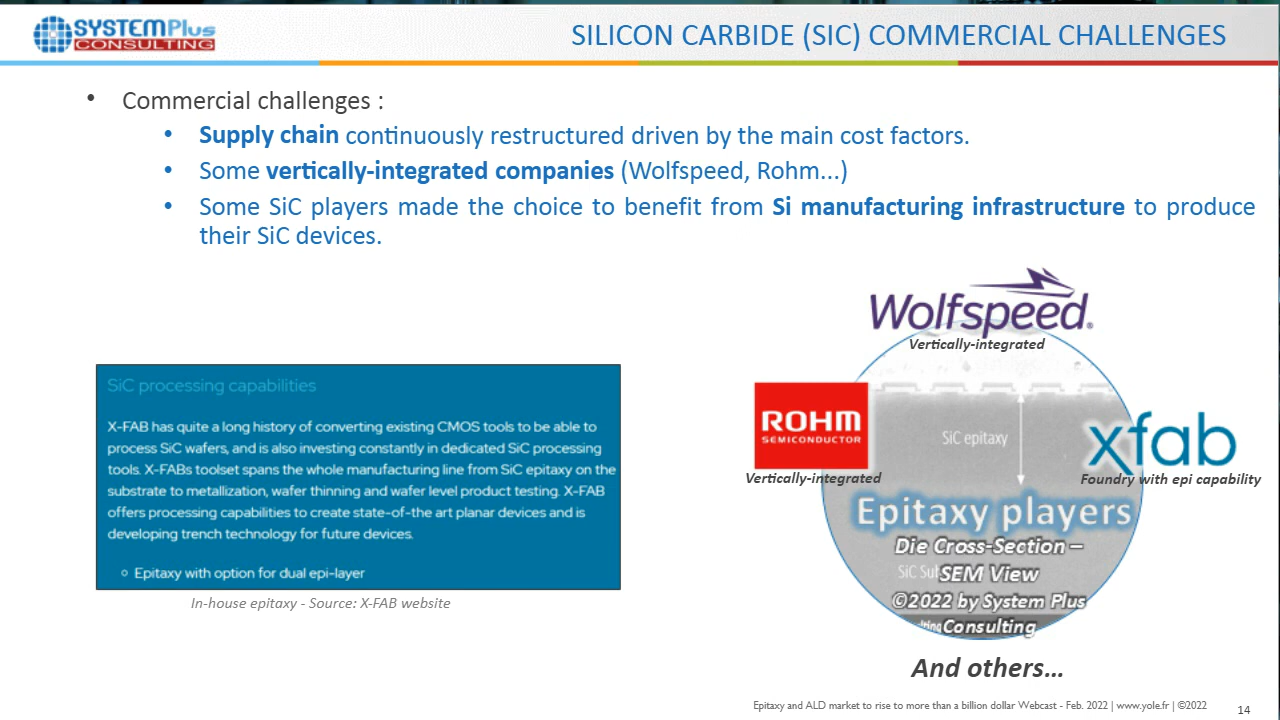 SYSTEMPlus
CONSULTING
SILICON CARBIDE (SIC) COMMERCIAL CHALLENGES
• Commercial challenges :
• Supply chain continuously restructured driven by the main cost factors.
• Some vertically-integrated companies (Wolfspeed, Rohm...)
• Some SiC players made the choice to benefit from Si manufacturing infrastructure to produce
their SiC devices.
SiC processing capabilities
X-FAB has quite a long history of converting existing CMOS tools to be able to
process SiC wafers, and is also investing constantly in dedicated SiC processing
tools. X-FABs toolset spans the whole manufacturing line from SiC epitaxy on the
substrate to metallization, wafer thinning and wafer level product testing. X-FAB
offers processing capabilities to create state-of-the art planar devices and is
developing trench technology for future devices.
Epitaxy with option for dual epi-layer
In-house epitaxy - Source: X-FAB website
Wolfspeed®
Vertically-integrated
ROHM
SEMICONDUCTOR
Vertically-integrated
SiC epitaxy
xfab
Foundry with epi capability
Epitaxy players
Die Cross-Section –
SiC
SEM View
©2022 by System Plus
Consulting
And others...
Epitaxy and ALD market to rise to more than a billion dollar Webcast - Feb. 2022 | www.yole.fr | ©2022
14